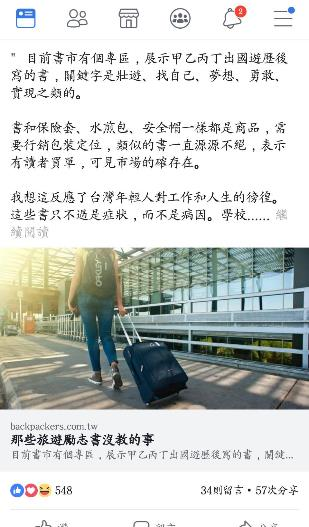 2
" 目前書市有個專區，展示甲乙丙丁出國遊歷後
寫的書，關鍵字是壯遊、找自己、夢想、勇敢、
實現之類的。
書和保險套、水煎包、安全帽一樣都是商品，需
要行銷包裝定位，類似的書一直源源不絕，表示
有讀者買單，可見市場的確存在。
我想這反應了台灣年輕人對工作和人生的徬徨。
這些書只不過是症狀，而不是病因。學校...... 繼
續閱讀
backpackers.com.tw
那些旅遊勵志書沒教的事
目前書市有個專區，展示甲乙丙丁出國遊歷後寫的書，關鍵...
548
34則留言 • 57次分享